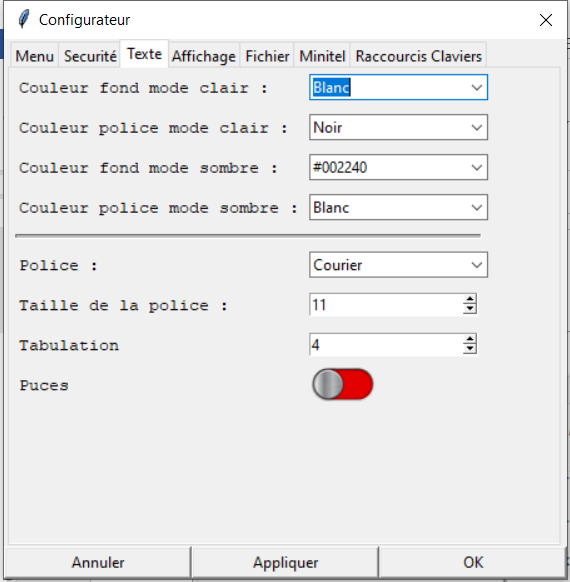 Configurateur
Menu Securité Texte Affichage Fichier Minitel Raccourcis Claviers
Couleur fond mode clair : Blanc
Couleur police mode clair : Noir
Couleur fond mode sombre : #002240
Couleur police mode sombre : Blanc
Police : Courier
Taille de la police : 11
Tabulation 4
Puces
Annuler Appliquer OK